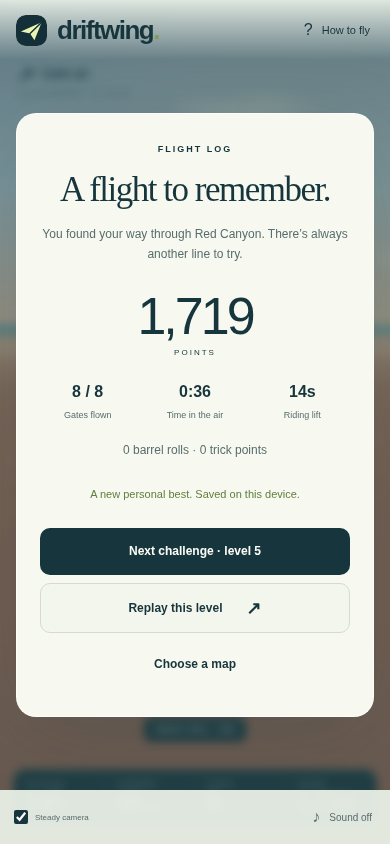 driftwing.
? How to fly
FLIGHT LOG
A flight to remember.
You found your way through Red Canyon. There's always
another line to try.
1,719
POINTS
8 / 8
0:36
14s
Gates flown
Time in the air
Riding lift
0 barrel rolls · 0 trick points
A new personal best. Saved on this device.
Next challenge · level 5
Replay this level ↗
Choose a map
Steady camera
♪ Sound off